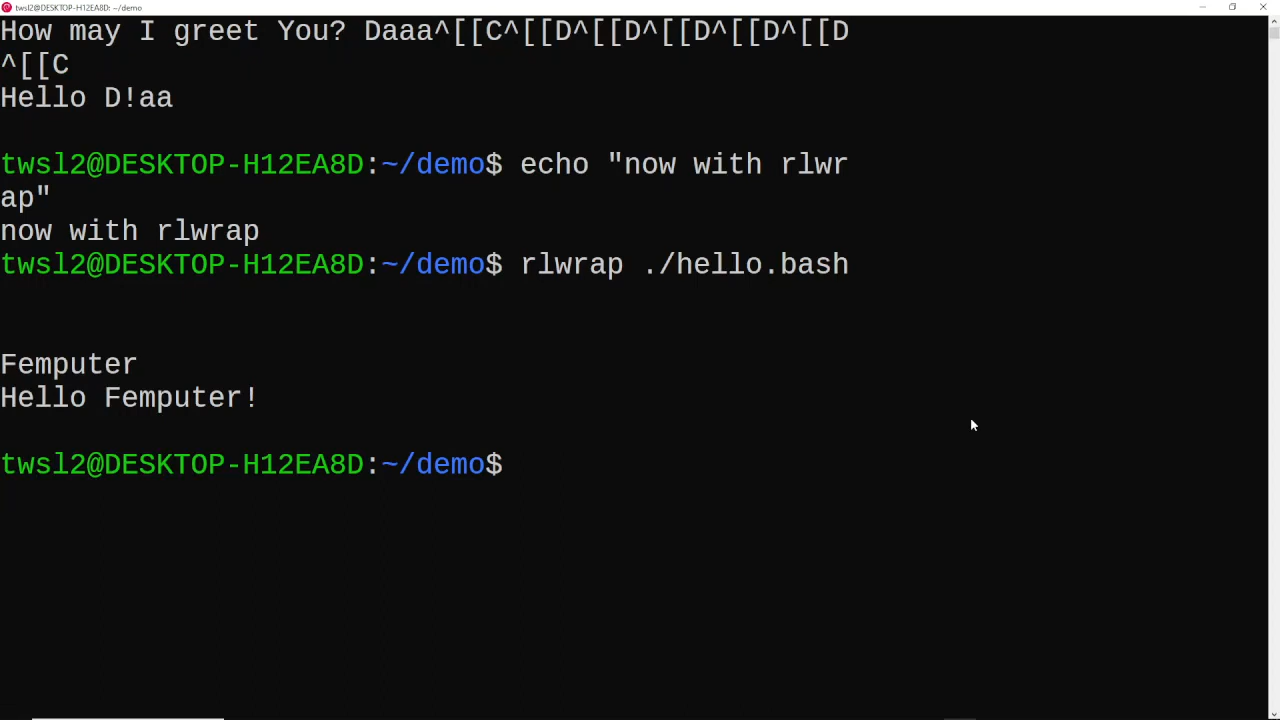 twsl2@DESKTOP-H12EA8D: ~/demo
How may I greet You? Daaa^[[C^[[D^[[D^[[D^[[D^[[D
^[[C
Hello D!aa
twsl2@DESKTOP-H12EA8D:~/demo$ echo "now with rlwr
ap"
now with rlwrap
twsl2@DESKTOP-H12EA8D:~/demo$ rlwrap ./hello.bash
Femputer
Hello Femputer!
twsl2@DESKTOP-H12EA8D:~/demo$